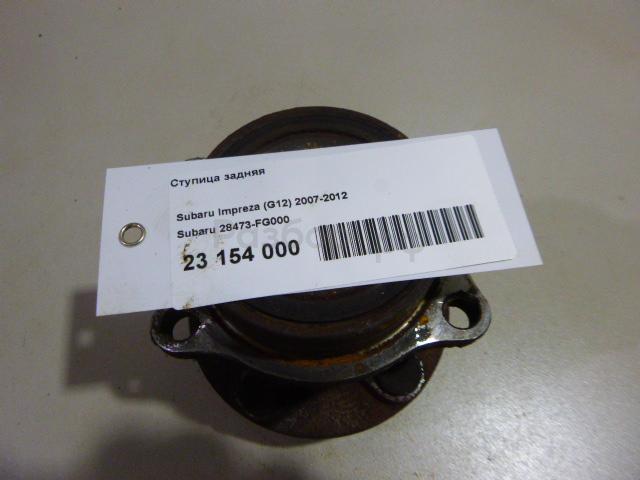 Ступица задняя
Subaru Impreza (G12) 2007-2012
Subaru 28473-FG000
23 154 000